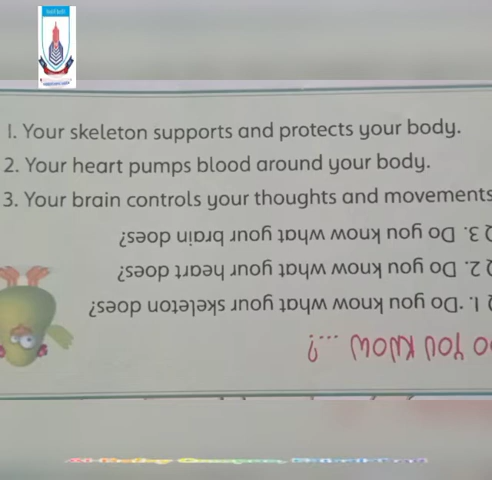 1. Your skeleton supports and protects your body.
2. Your heart pumps blood around your body.
3. Your brain controls your thoughts and movements
Q 3. Do you know what your brain does?
Q 2. Do you know what your heart does?
Q 1. Do you know what your skeleton does?
DO YOU KNOW ...?